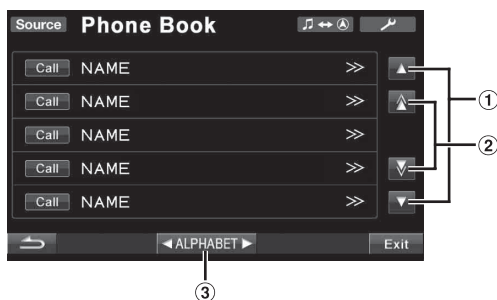 Source Phone Book
Call NAME >>
Call NAME >>
Call NAME >>
Call NAME >>
Call NAME >>
◄ ALPHABET ► Exit
①
②
③